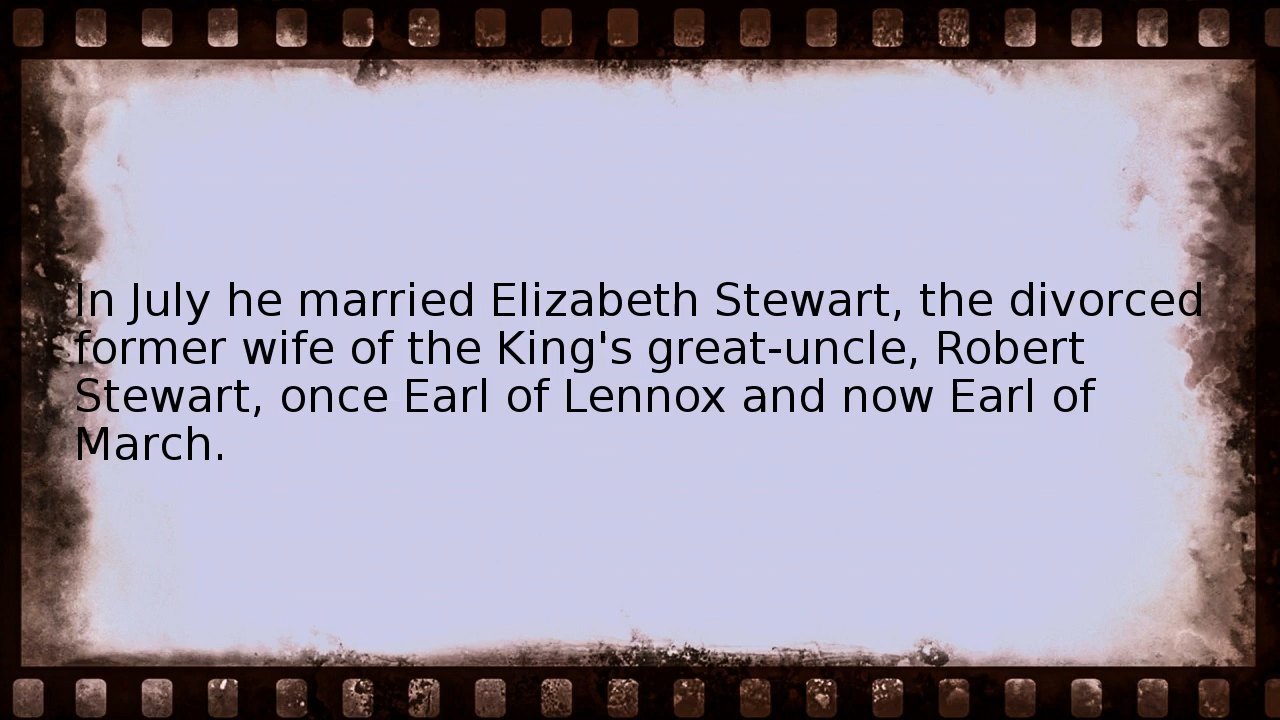 In July he married Elizabeth Stewart, the divorced
former wife of the King's great-uncle, Robert
Stewart, once Earl of Lennox and now Earl of
March.